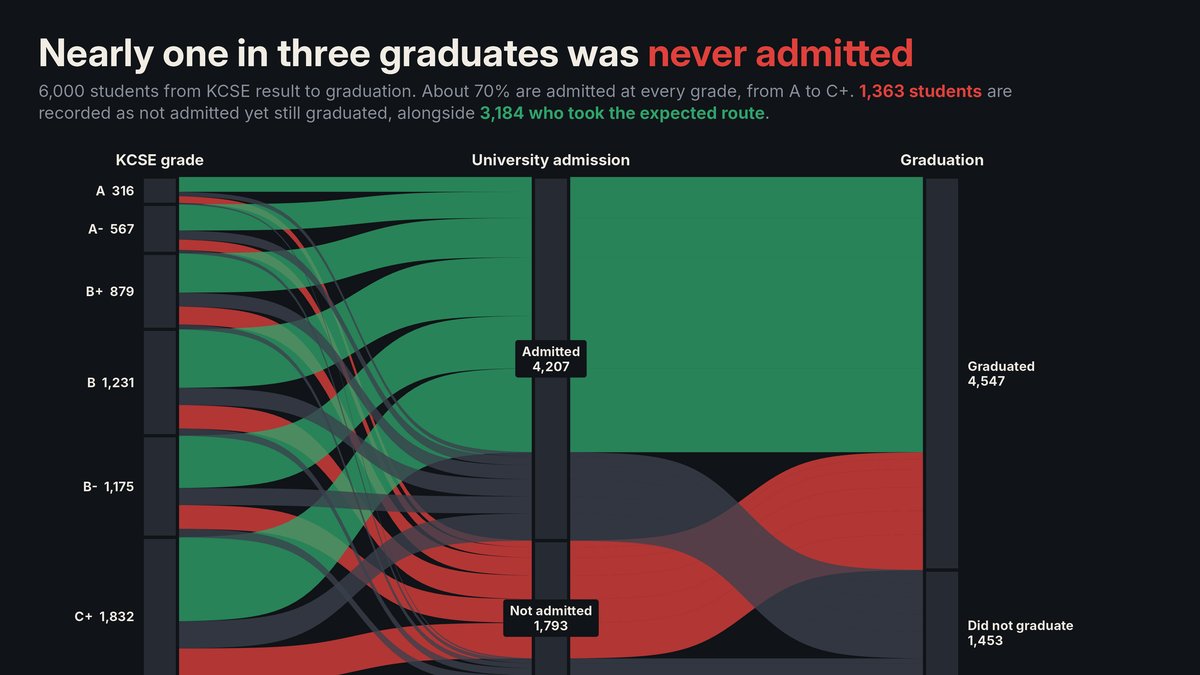 Nearly one in three graduates was never admitted
6,000 students from KCSE result to graduation. About 70% are admitted at every grade, from A to C+. 1,363 students are
recorded as not admitted yet still graduated, alongside 3,184 who took the expected route.
KCSE grade
University admission
Graduation
A 316
A- 567
B+ 879
B 1,231
B- 1,175
C+ 1,832
Admitted
4,207
Not admitted
1,793
Graduated
4,547
Did not graduate
1,453